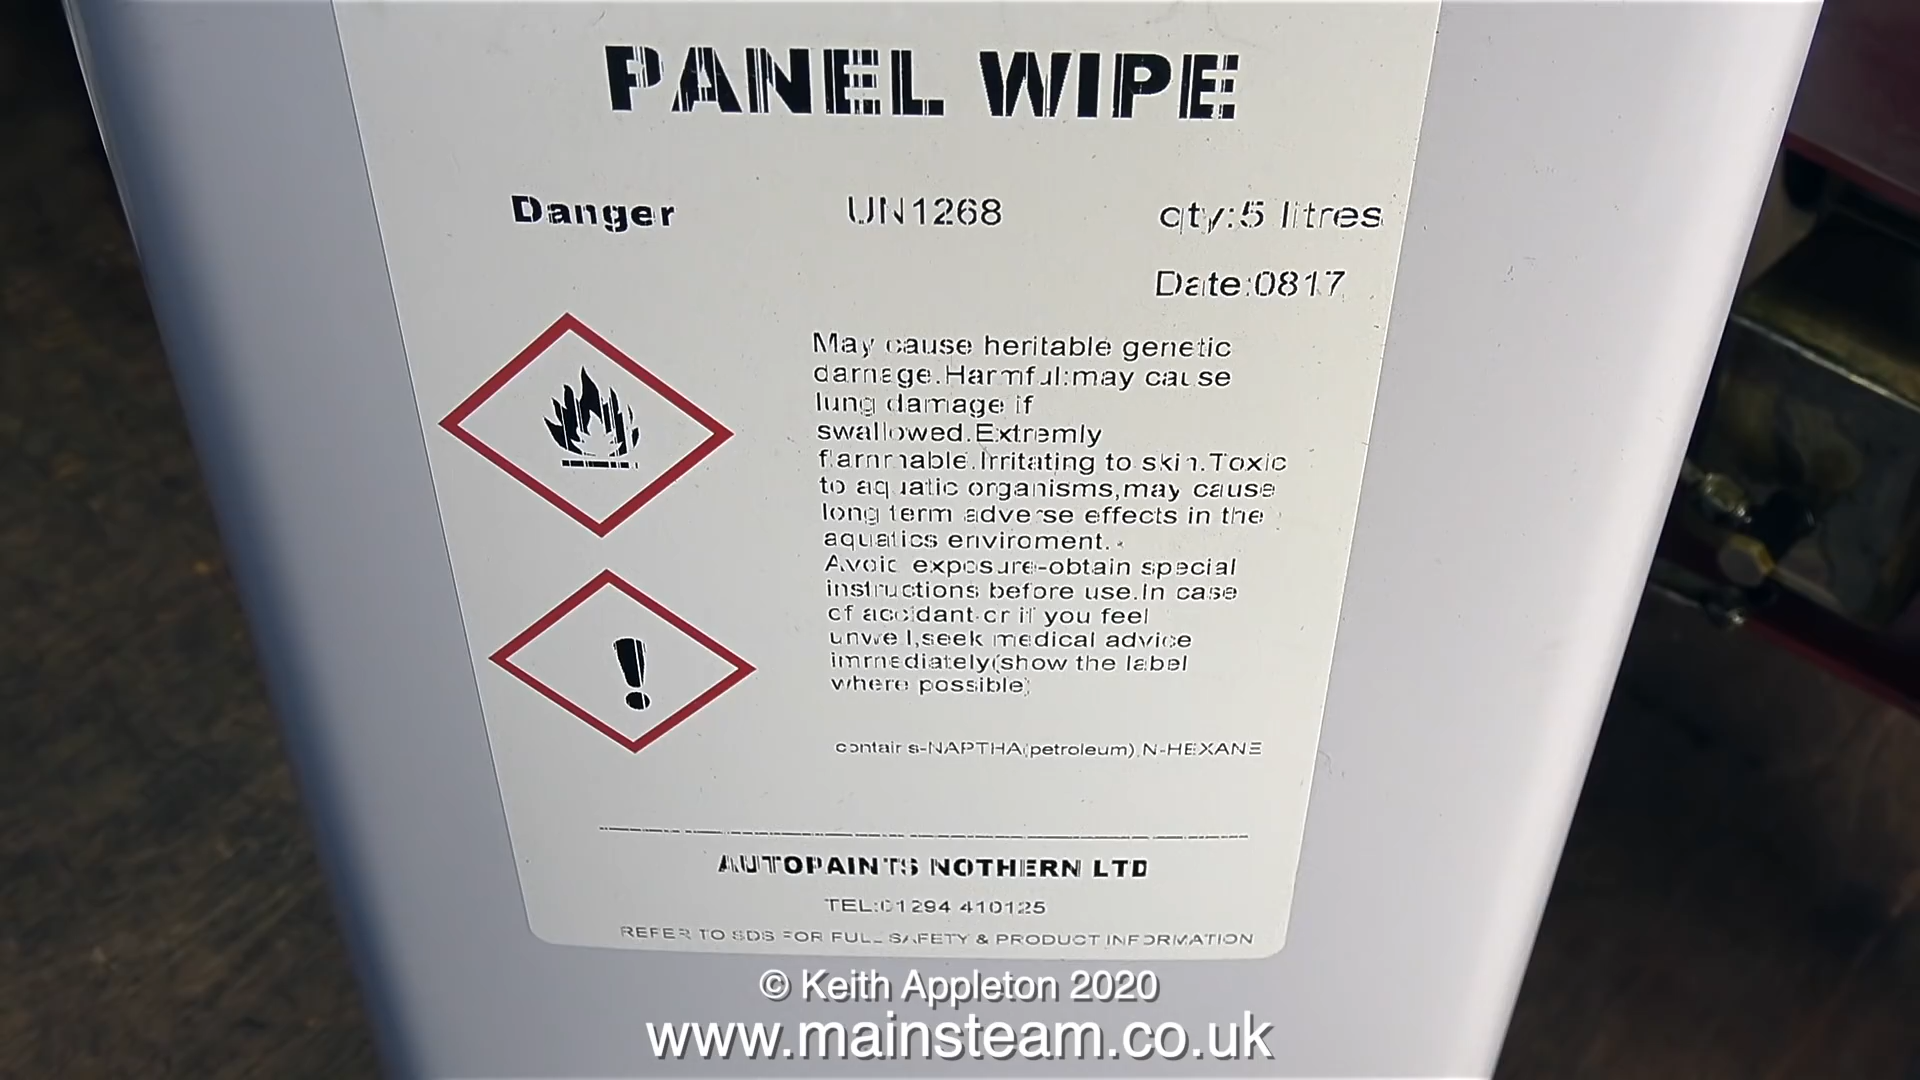 PANEL WIPE
Danger UN1268 qty:5 litres
Date:0817
May cause heritable genetic
damage.Harmful:may cause
lung damage if
swallowed.Extremly
flammable.Irritating to skin.Toxic
to aquatic organisms,may cause
long term adverse effects in the
aquatics enviroment.
Avoid exposure-obtain special
instructions before use.In case
of accidant or if you feel
unwell,seek medical advice
immediately(show the label
where possible)
contains-NAPTHA(petroleum),N-HEXANE
AUTOPAINTS NOTHERN LTD
TEL:01294 410125
REFER TO SDS FOR FULL SAFETY & PRODUCT INFORMATION
© Keith Appleton 2020
www.mainsteam.co.uk